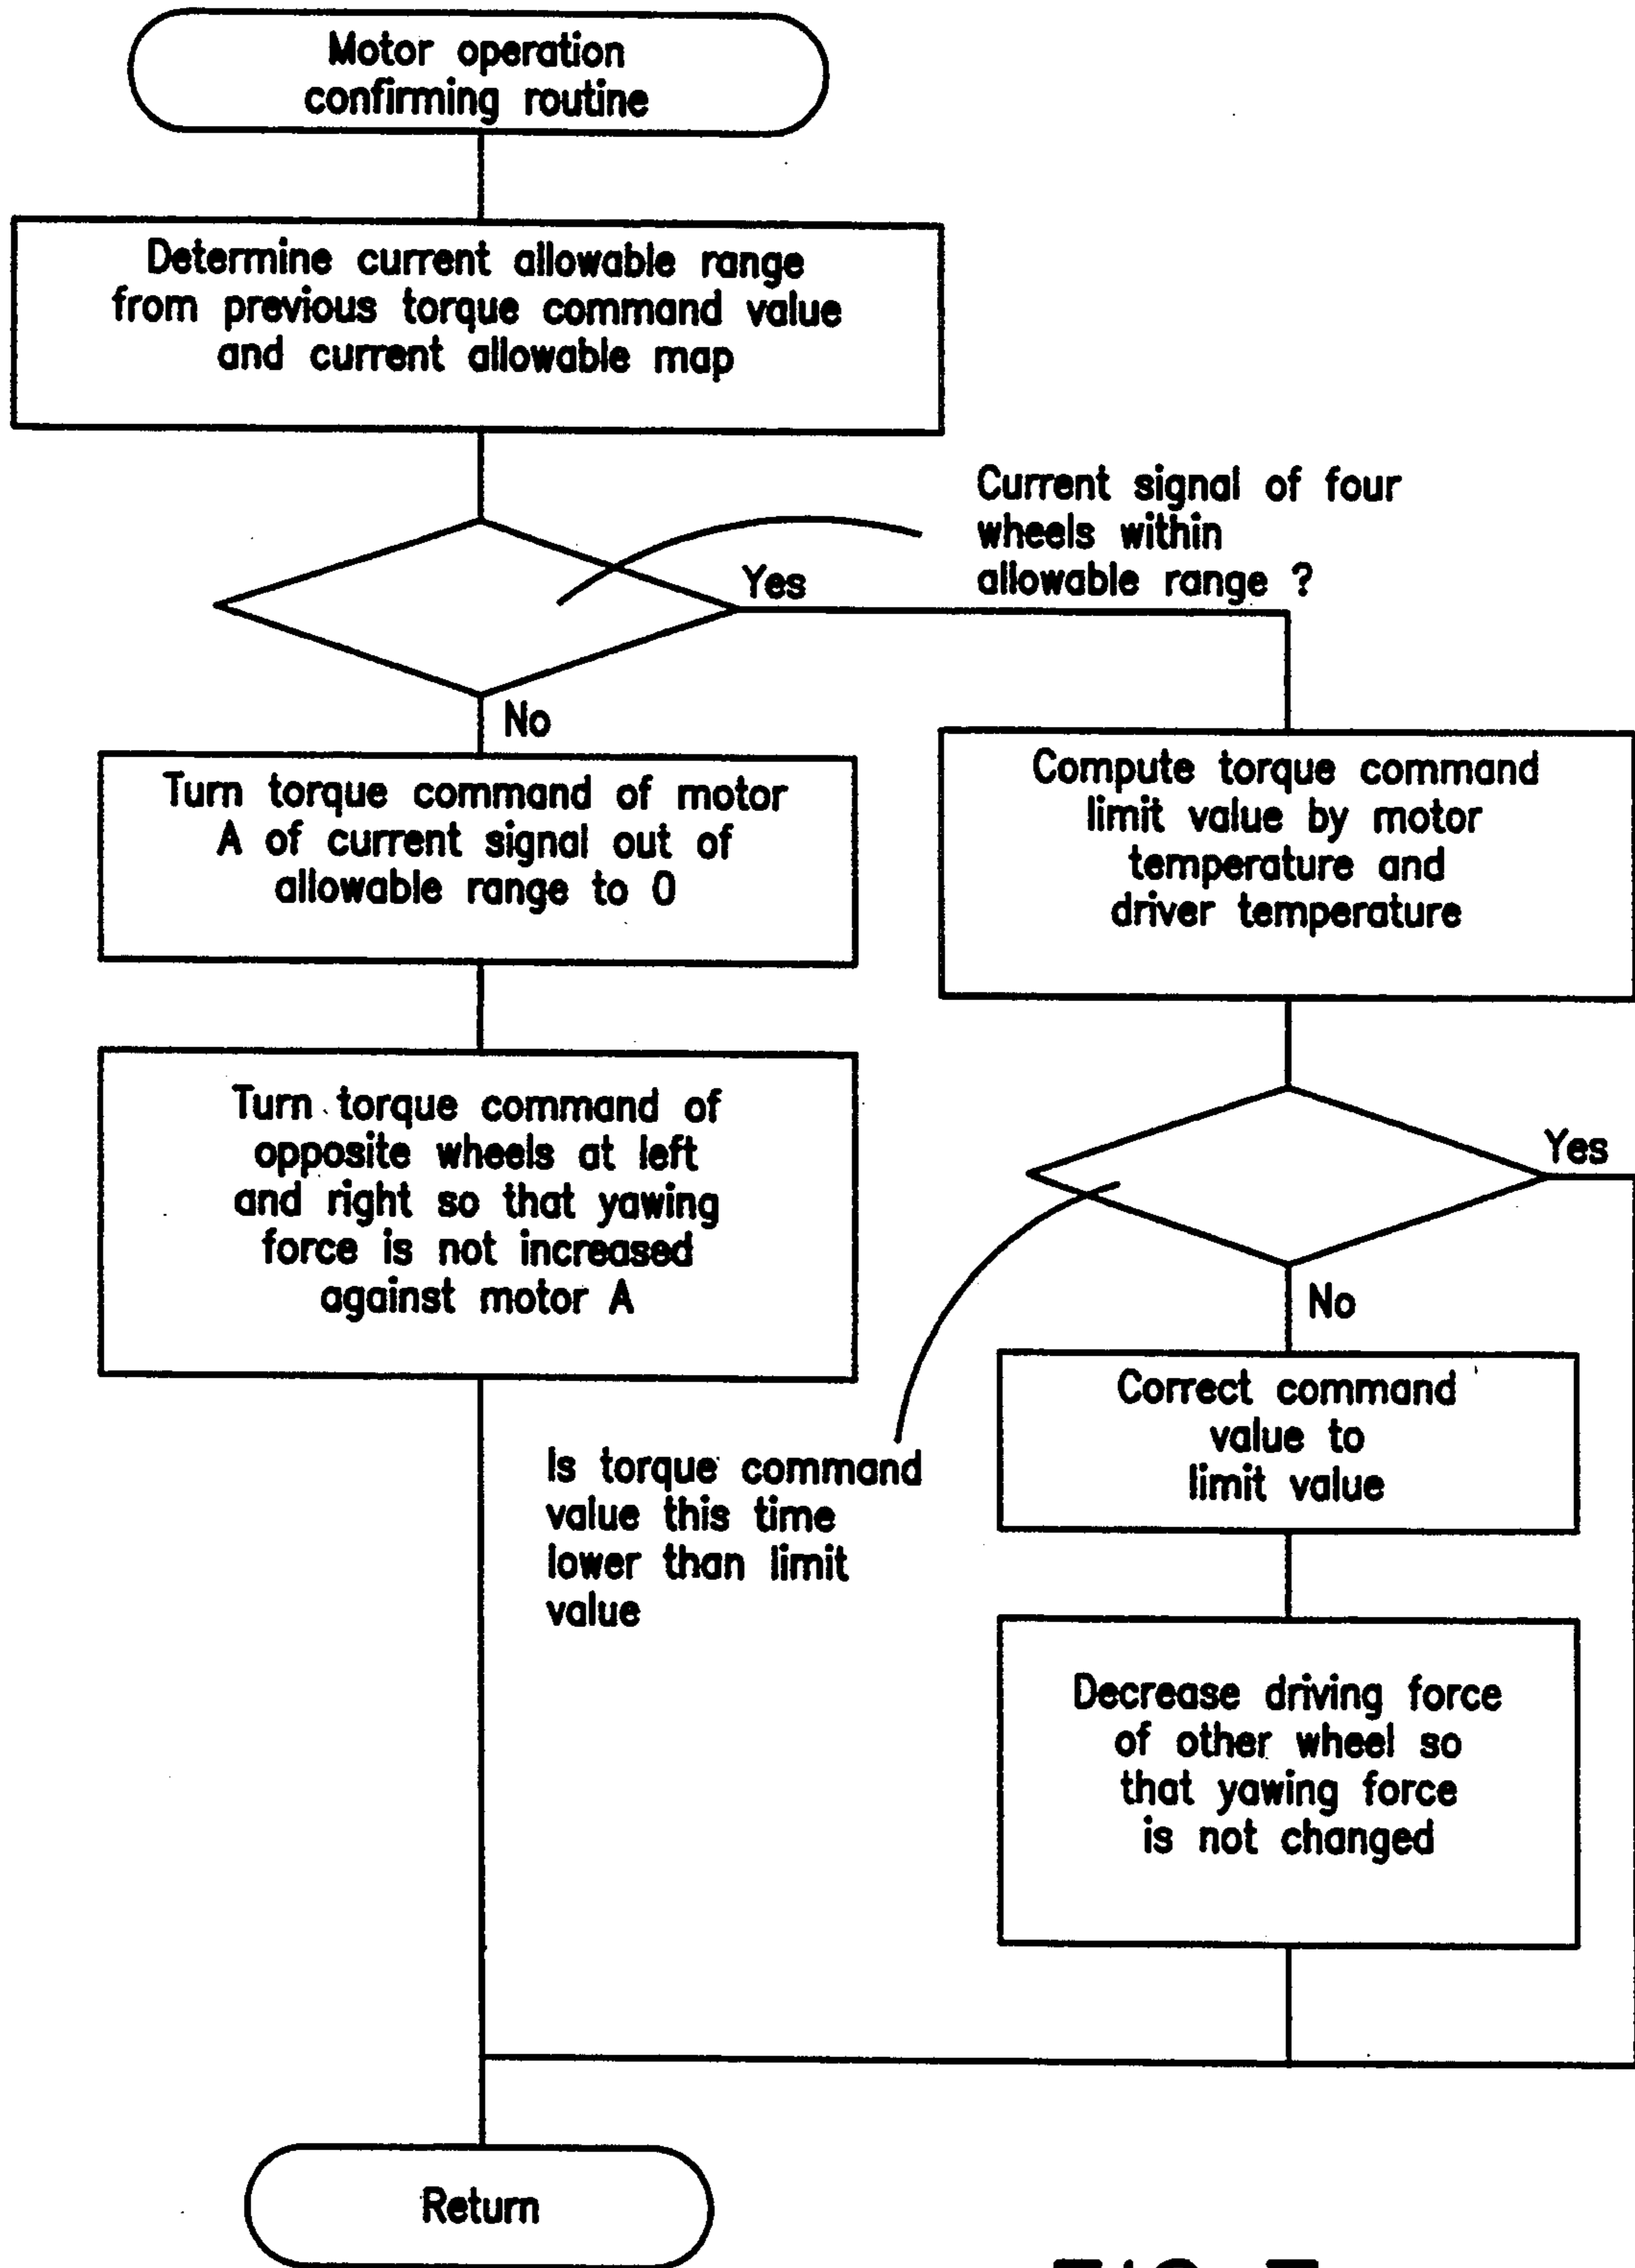 Motor operation
confirming routine
Determine current allowable range
from previous torque command value
and current allowable map
Current signal of four
wheels within
allowable range ?
Yes
No
Turn torque command of motor
A of current signal out of
allowable range to 0
Compute torque command
limit value by motor
temperature and
driver temperature
Turn torque command of
opposite wheels at left
and right so that yawing
force is not increased
against motor A
Yes
No
Is torque command
value this time
lower than limit
value
Correct command
value to
limit value
Decrease driving force
of other wheel so
that yawing force
is not changed
Return